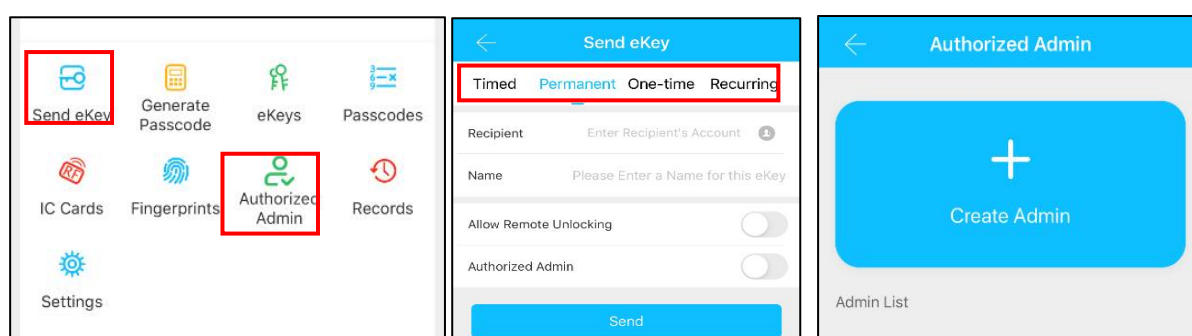 Send eKey
Generate
Passcode
eKeys
Passcodes
IC Cards
Fingerprints
Authorized
Admin
Records
Settings
Send eKey
Timed Permanent One-time Recurring
Recipient Enter Recipient's Account
Name Please Enter a Name for this eKey
Allow Remote Unlocking
Authorized Admin
Send
Authorized Admin
Create Admin
Admin List